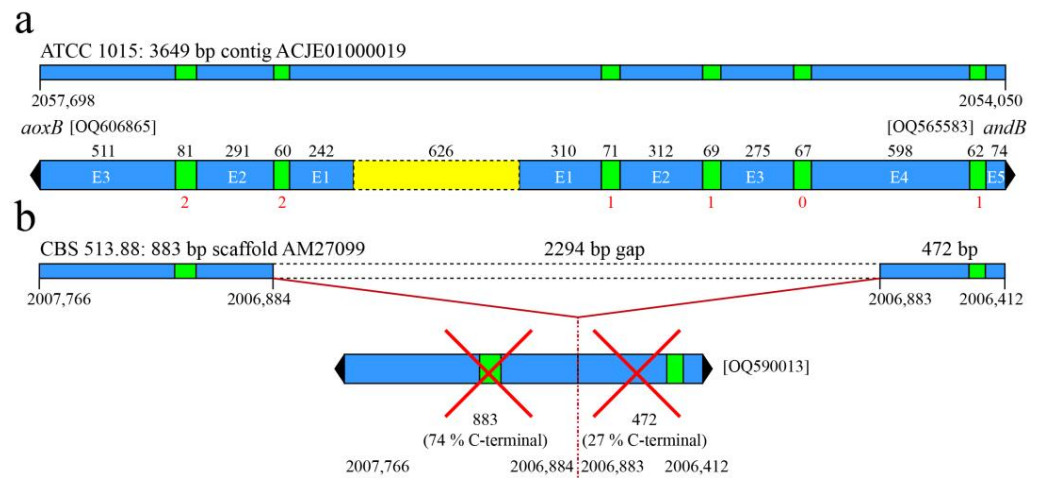 a
ATCC 1015: 3649 bp contig ACJE01000019
2057,698 2054,050
aoxB [OQ606865] [OQ565583] andB
511 81 291 60 242 626 310 71 312 69 275 67 598 62 74
E3 E2 E1 E1 E2 E3 E4 E5
2 2 1 1 0 1
b
CBS 513.88: 883 bp scaffold AM27099 2294 bp gap 472 bp
2007,766 2006,884 2006,883 2006,412
[OQ590013]
883 472
(74 % C-terminal) (27 % C-terminal)
2007,766 2006,884 2006,883 2006,412